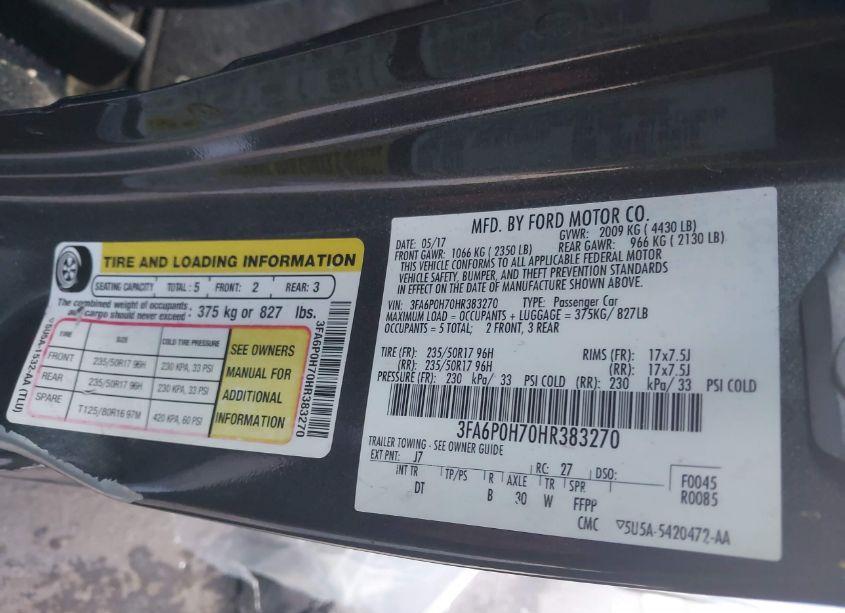 TIRE AND LOADING INFORMATION
SEATING CAPACITY TOTAL : 5 FRONT: 2 REAR: 3
The combined weight of occupants
and cargo should never exceed : 375 kg or 827 lbs.
TIRE SIZE COLD TIRE PRESSURE
FRONT 235/50R17 96H 230 KPA, 33 PSI
REAR 235/50R17 96H 230 KPA, 33 PSI
SPARE T125/80R16 97M 420 KPA, 60 PSI
SEE OWNERS
MANUAL FOR
ADDITIONAL
INFORMATION
5U5A-1532-AA (TLU)
3FA6P0H70HR383270
MFD. BY FORD MOTOR CO.
DATE: 05/17 GVWR: 2009 KG ( 4430 LB)
FRONT GAWR: 1066 KG ( 2350 LB) REAR GAWR: 966 KG ( 2130 LB)
THIS VEHICLE CONFORMS TO ALL APPLICABLE FEDERAL MOTOR
VEHICLE SAFETY, BUMPER, AND THEFT PREVENTION STANDARDS
IN EFFECT ON THE DATE OF MANUFACTURE SHOWN ABOVE.
VIN: 3FA6P0H70HR383270 TYPE: Passenger Car
MAXIMUM LOAD = OCCUPANTS + LUGGAGE = 375KG/ 827LB
OCCUPANTS = 5 TOTAL; 2 FRONT, 3 REAR
TIRE (FR): 235/50R17 96H RIMS (FR): 17x7.5J
(RR): 235/50R17 96H (RR): 17x7.5J
PRESSURE (FR): 230 kPa/ 33 PSI COLD (RR): 230 kPa/ 33 PSI COLD
3FA6P0H70HR383270
TRAILER TOWING - SEE OWNER GUIDE
EXT PNT: J7 RC: 27 DSO:
INT TR TP/PS R AXLE TR SPR F0045
DT B 30 W FFPP R0085
CMC 5U5A-5420472-AA